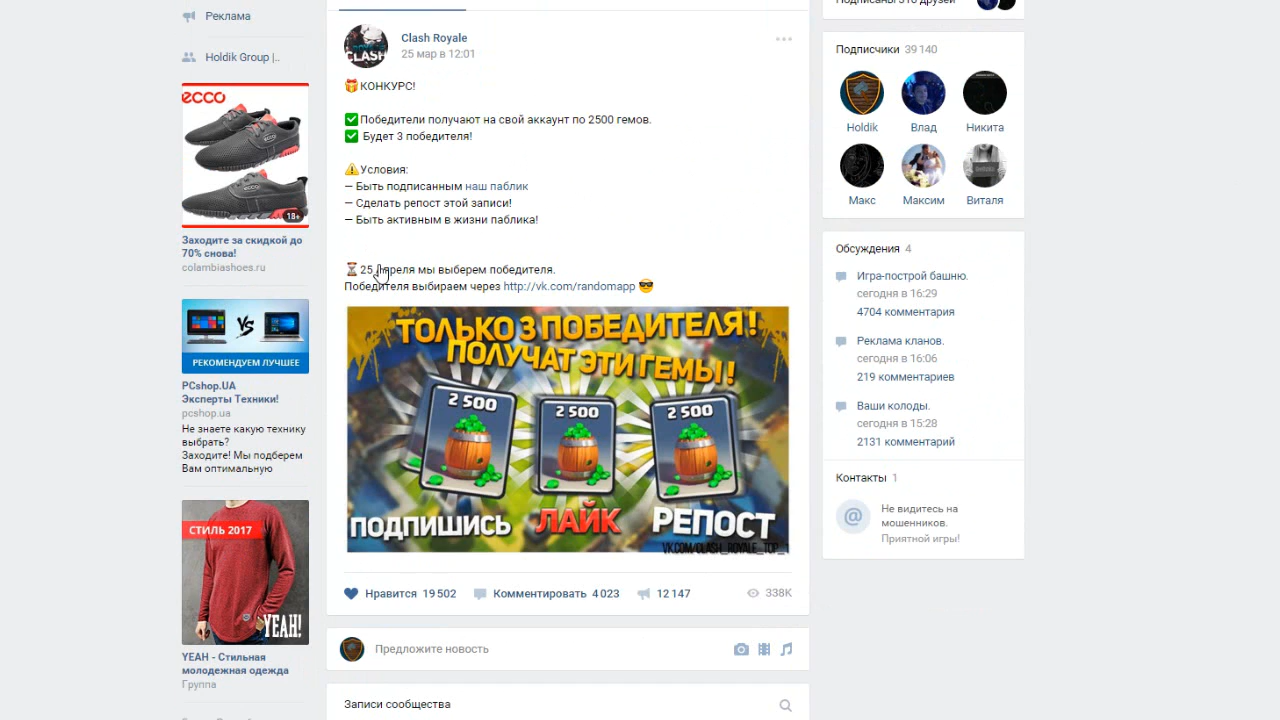 Реклама
Holdik Group |..
ecco
18+
Заходите за скидкой до
70% снова!
colambiashoes.ru
VS
РЕКОМЕНДУЕМ ЛУЧШЕЕ
PCshop.UA
Эксперты Техники!
pcshop.ua
Не знаете какую технику
выбрать?
Заходите! Мы подберем
Вам оптимальную
СТИЛЬ 2017
YEAH!
YEAH - Стильная
молодежная одежда
Группа
CLASH
Clash Royale
25 мар в 12:01
🎁КОНКУРС!
✅Победители получают на свой аккаунт по 2500 гемов.
✅ Будет 3 победителя!
⚠️Условия:
— Быть подписанным наш паблик
— Сделать репост этой записи!
— Быть активным в жизни паблика!
⏳25 апреля мы выберем победителя.
Победителя выбираем через http://vk.com/randomapp 😎
ТОЛЬКО 3 ПОБЕДИТЕЛЯ!
ПОЛУЧАТ ЭТИ ГЕМЫ!
2 500
2 500
2 500
ПОДПИШИСЬ ЛАЙК РЕПОСТ
VK.COM/CLASH_ROYALE_TOP_1
Нравится 19 502 Комментировать 4 023 12 147 338K
Предложите новость
Записи сообщества
Подписчики 39 140
Holdik Влад Никита
Макс Максим Виталя
Обсуждения 4
Игра-построй башню.
сегодня в 16:29
4704 комментария
Реклама кланов.
сегодня в 16:06
219 комментариев
Ваши колоды.
сегодня в 15:28
2131 комментарий
Контакты 1
@
Не видитесь на
мошенников.
Приятной игры!